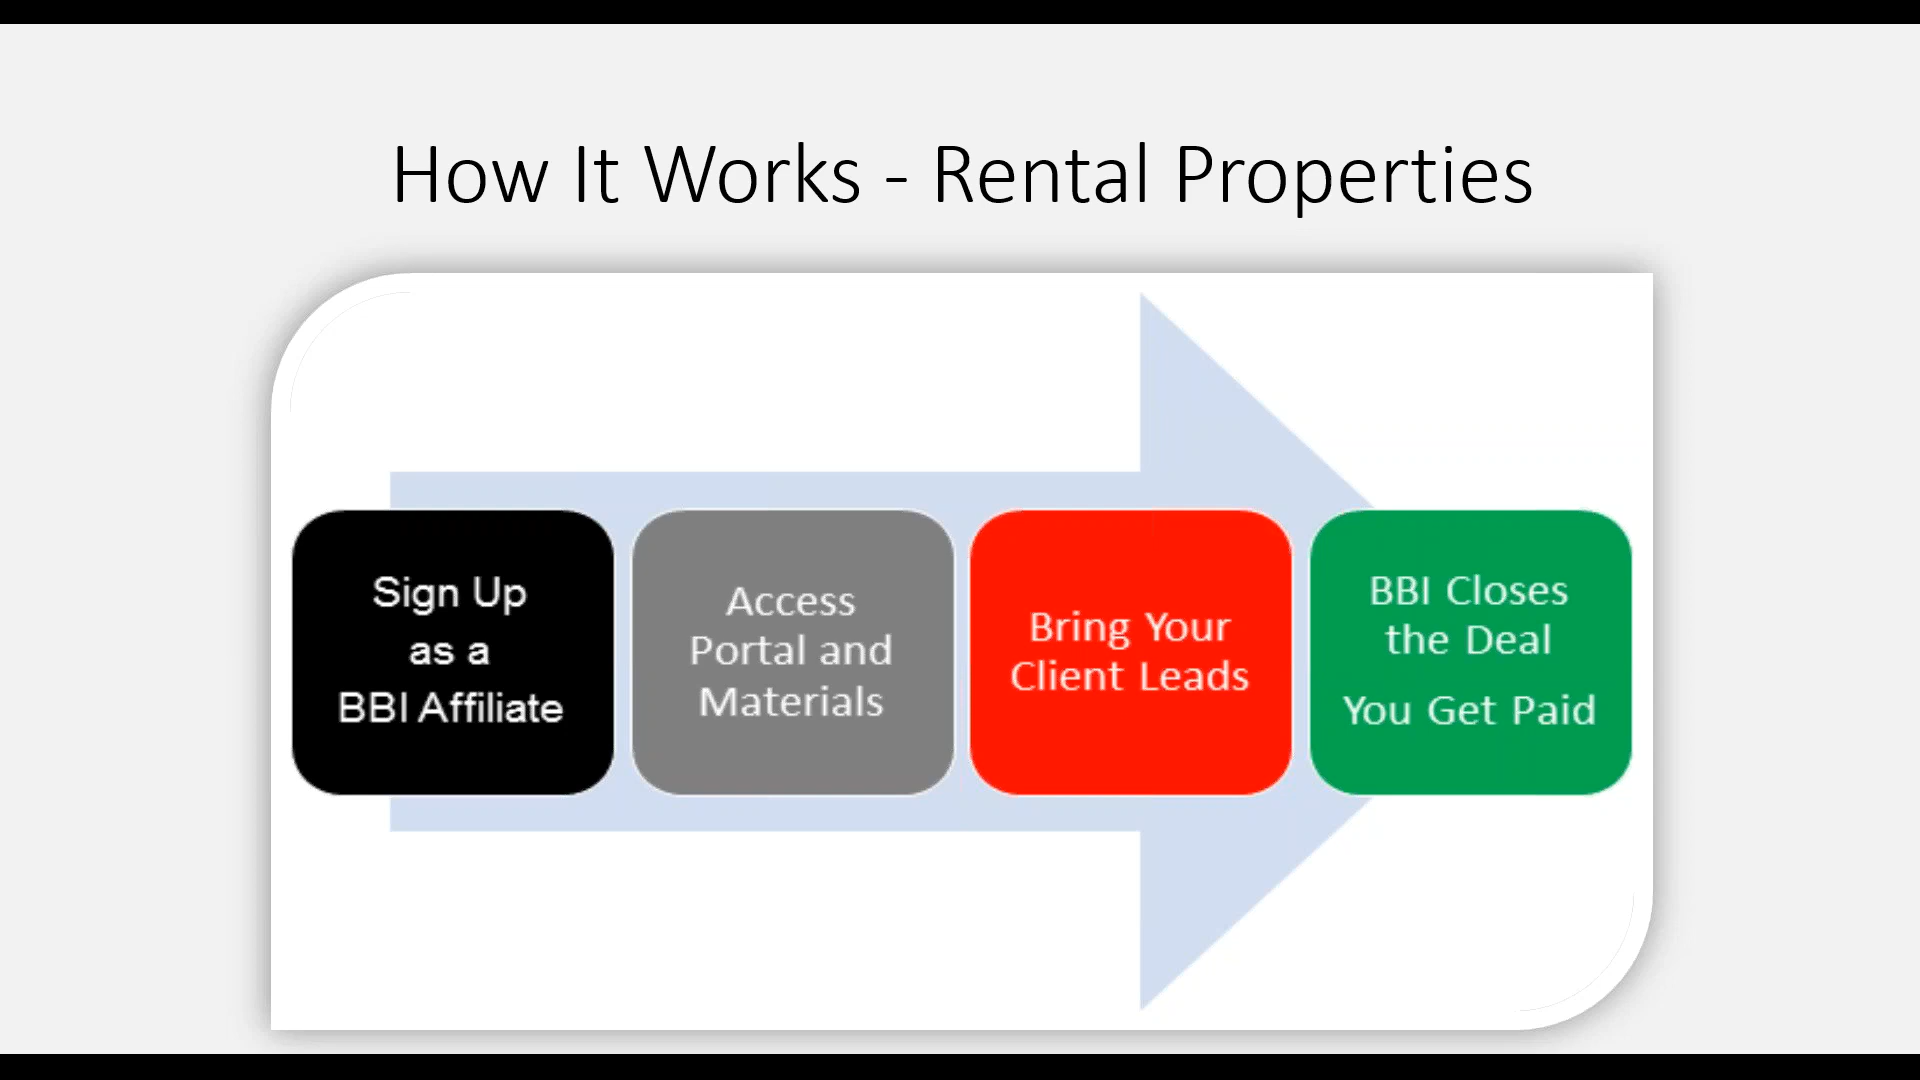 How It Works - Rental Properties
Sign Up
as a
BBI Affiliate
Access
Portal and
Materials
Bring Your
Client Leads
BBI Closes
the Deal
You Get Paid